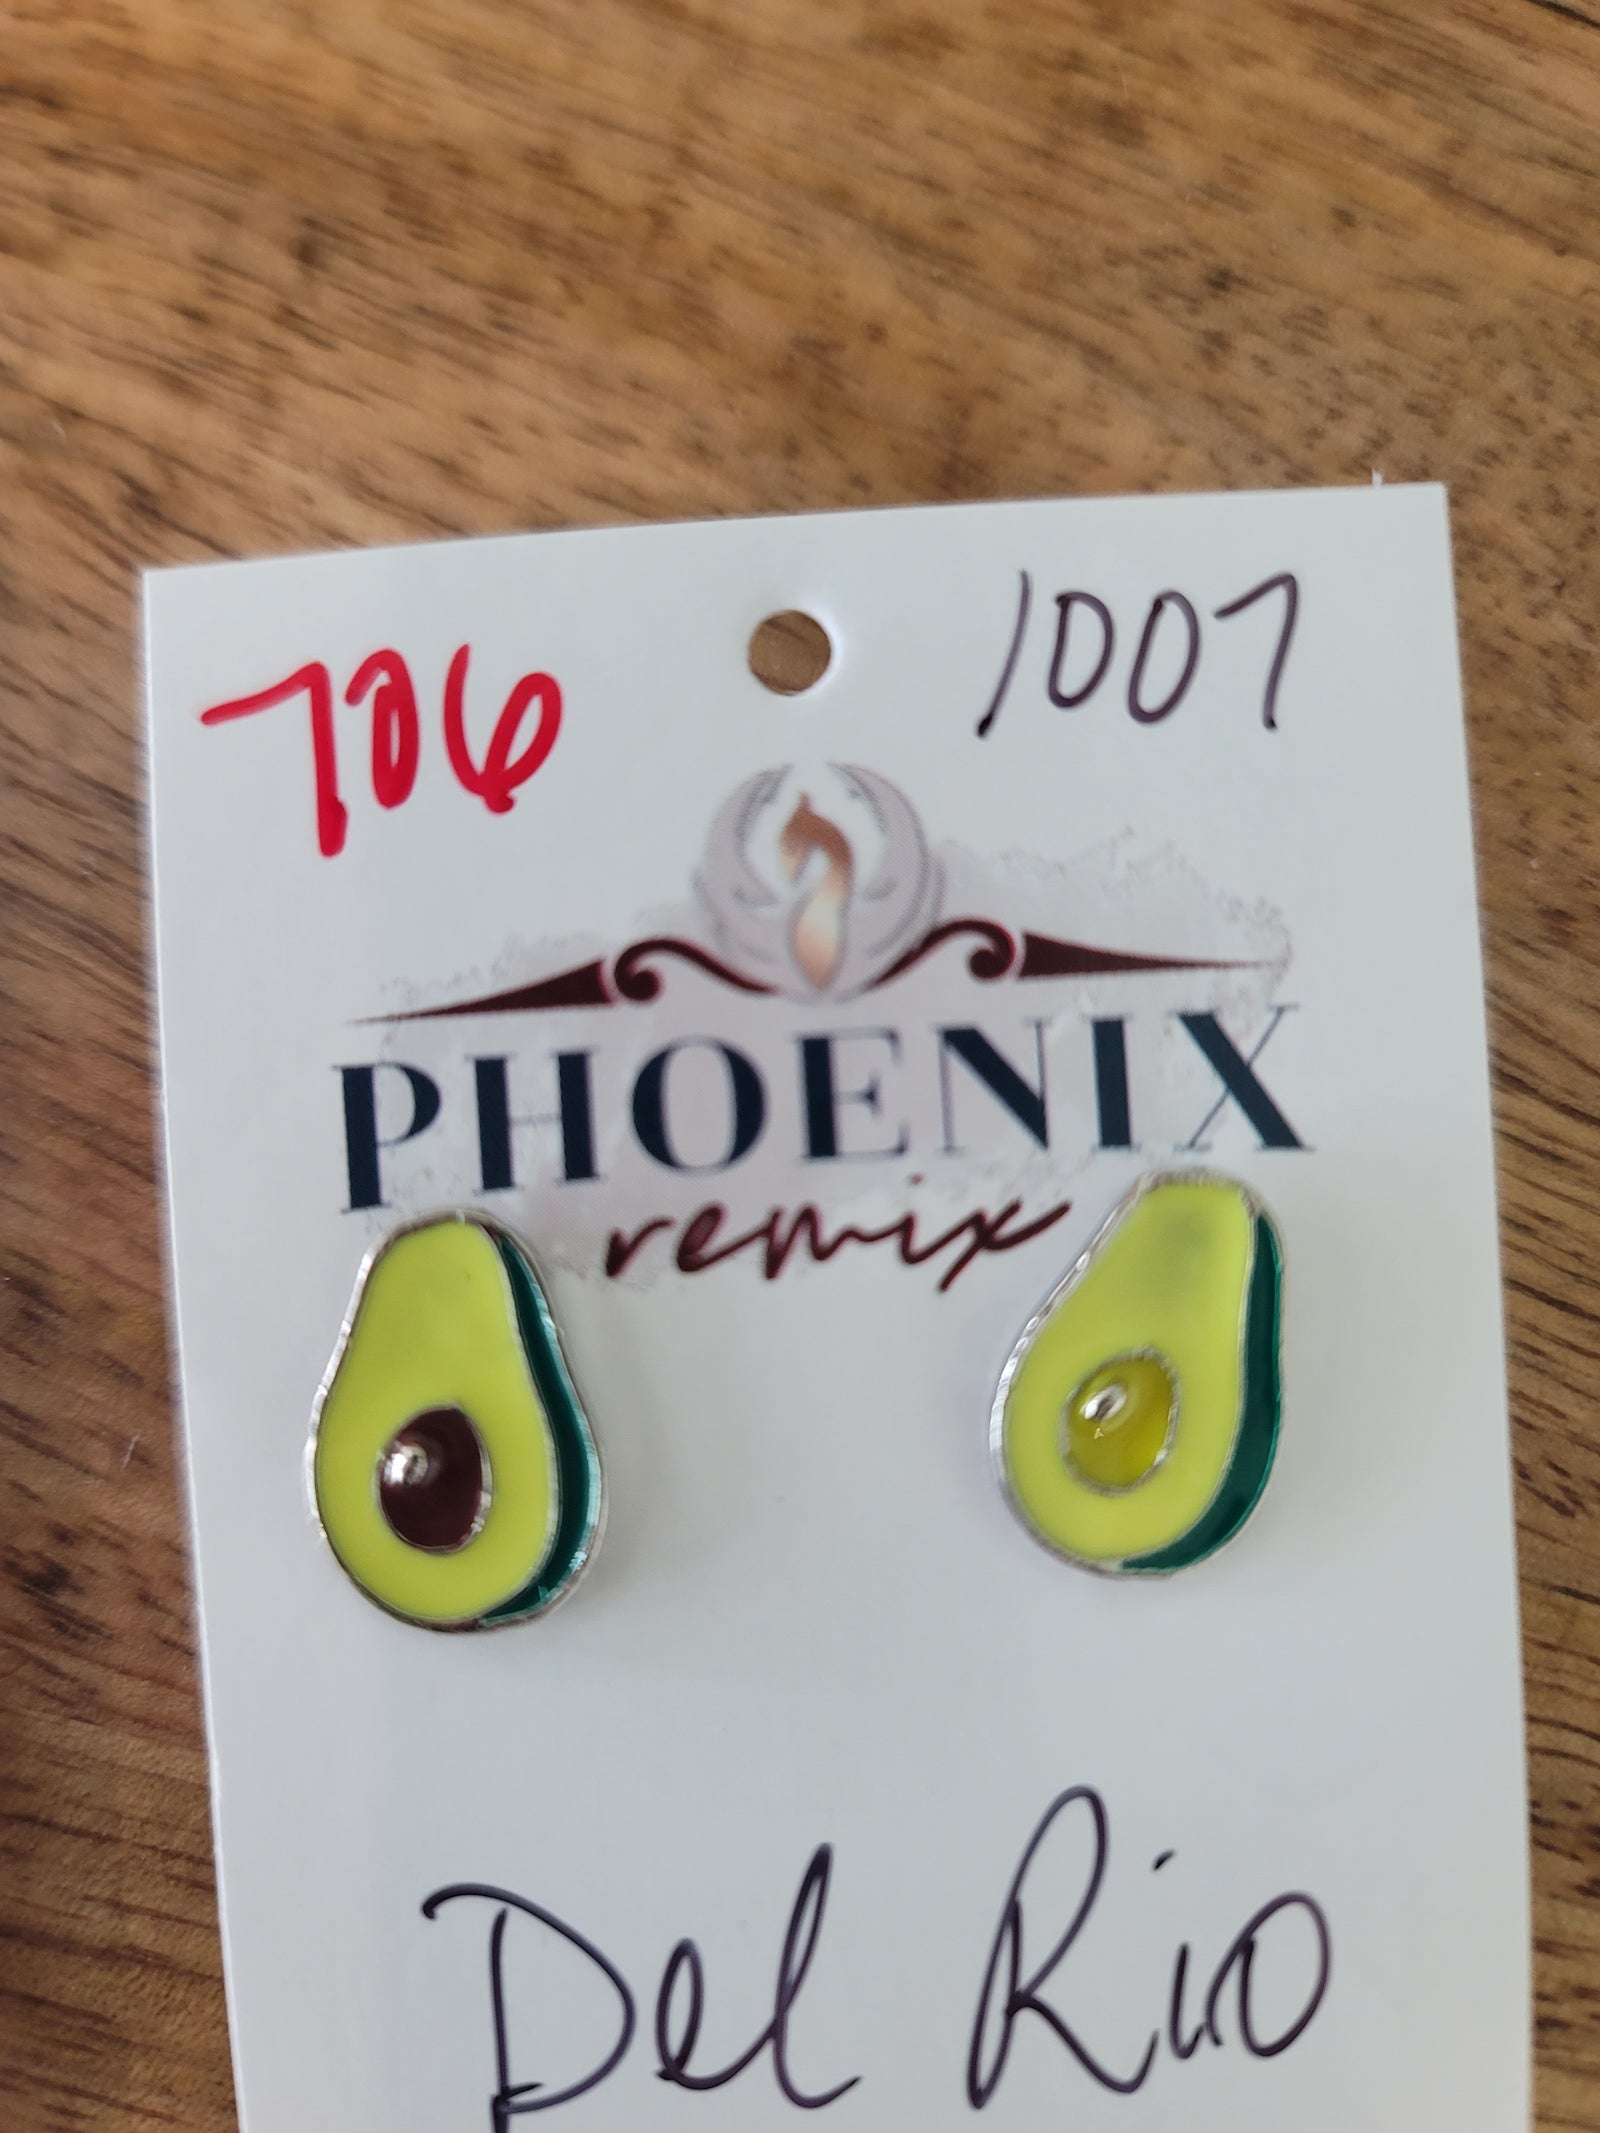 706
1007
PHOENIX
remix
Del Rio